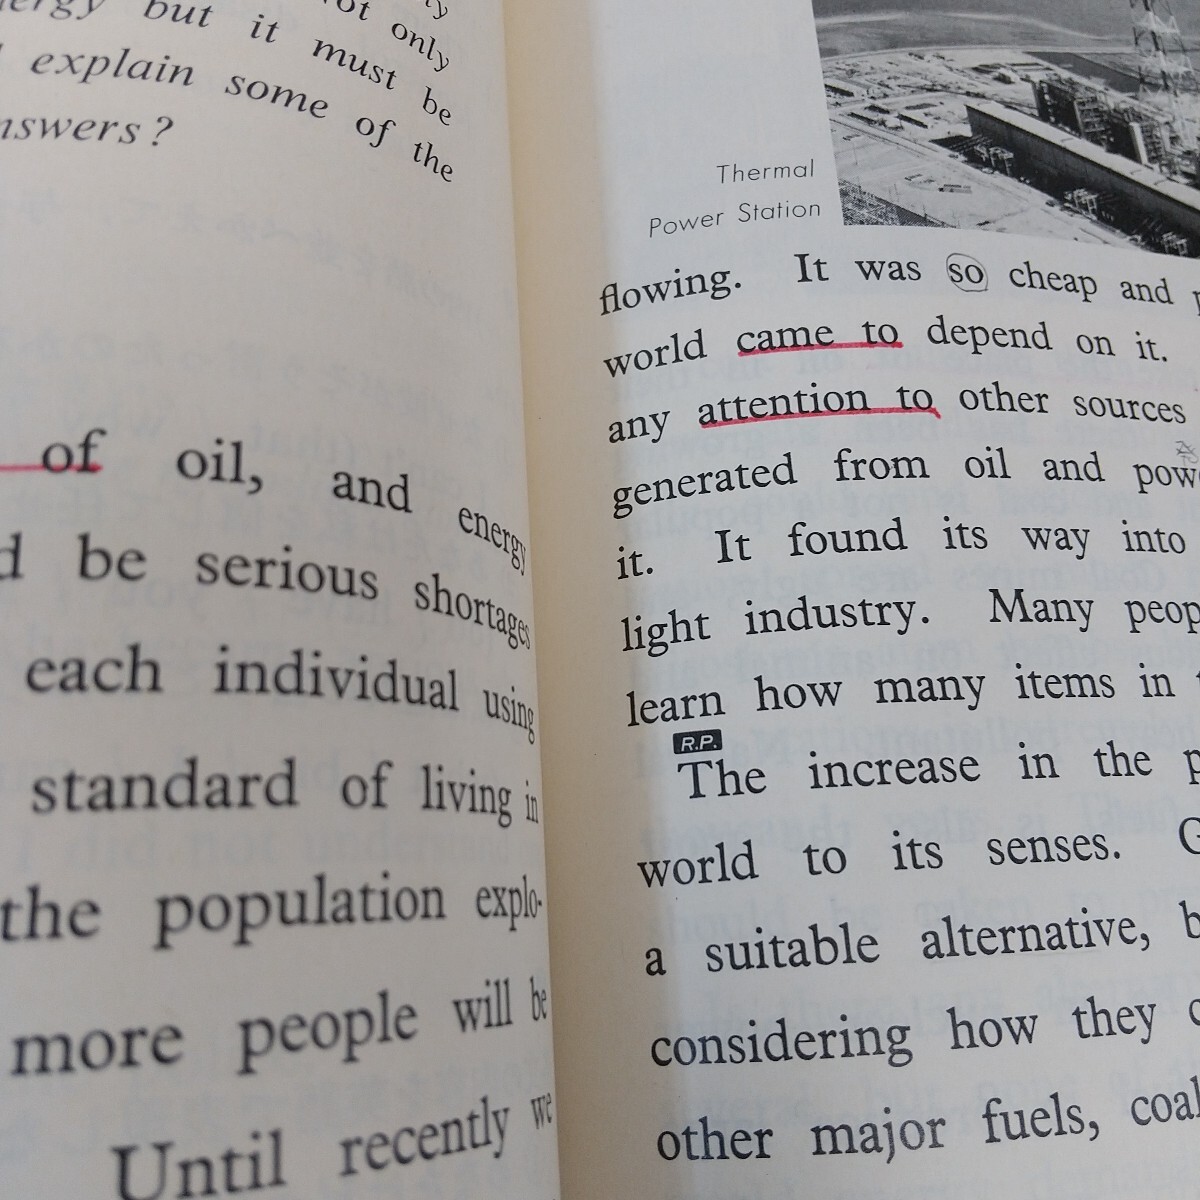 but it must be
explain some of the
of oil, and energy
be serious shortages
each individual using
standard of living in
the population explo-
more people will be
Until recently we
Thermal
Power Station
flowing. It was so cheap and
world came to depend on it.
any attention to other sources
generated from oil and
it. It found its way into
light industry. Many
learn how many items in
R.P.
The increase in the
world to its senses.
a suitable alternative,
considering how they
other major fuels,